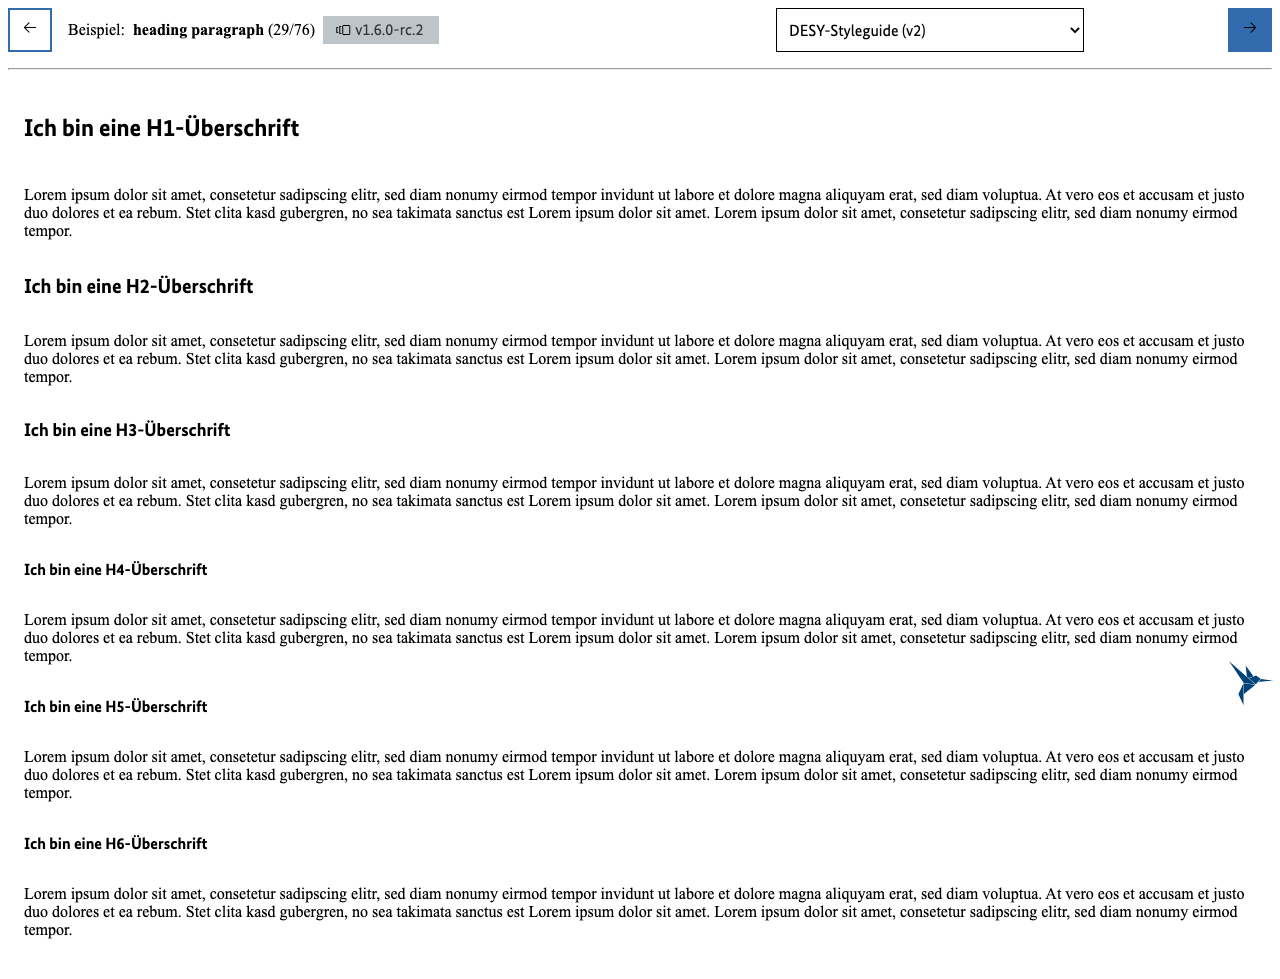 ← Beispiel: heading paragraph (29/76) v1.6.0-rc.2 DESY-Styleguide (v2) →
Ich bin eine H1-Überschrift
Lorem ipsum dolor sit amet, consetetur sadipscing elitr, sed diam nonumy eirmod tempor invidunt ut labore et dolore magna aliquyam erat, sed diam voluptua. At vero eos et accusam et justo
duo dolores et ea rebum. Stet clita kasd gubergren, no sea takimata sanctus est Lorem ipsum dolor sit amet. Lorem ipsum dolor sit amet, consetetur sadipscing elitr, sed diam nonumy eirmod
tempor.
Ich bin eine H2-Überschrift
Lorem ipsum dolor sit amet, consetetur sadipscing elitr, sed diam nonumy eirmod tempor invidunt ut labore et dolore magna aliquyam erat, sed diam voluptua. At vero eos et accusam et justo
duo dolores et ea rebum. Stet clita kasd gubergren, no sea takimata sanctus est Lorem ipsum dolor sit amet. Lorem ipsum dolor sit amet, consetetur sadipscing elitr, sed diam nonumy eirmod
tempor.
Ich bin eine H3-Überschrift
Lorem ipsum dolor sit amet, consetetur sadipscing elitr, sed diam nonumy eirmod tempor invidunt ut labore et dolore magna aliquyam erat, sed diam voluptua. At vero eos et accusam et justo
duo dolores et ea rebum. Stet clita kasd gubergren, no sea takimata sanctus est Lorem ipsum dolor sit amet. Lorem ipsum dolor sit amet, consetetur sadipscing elitr, sed diam nonumy eirmod
tempor.
Ich bin eine H4-Überschrift
Lorem ipsum dolor sit amet, consetetur sadipscing elitr, sed diam nonumy eirmod tempor invidunt ut labore et dolore magna aliquyam erat, sed diam voluptua. At vero eos et accusam et justo
duo dolores et ea rebum. Stet clita kasd gubergren, no sea takimata sanctus est Lorem ipsum dolor sit amet. Lorem ipsum dolor sit amet, consetetur sadipscing elitr, sed diam nonumy eirmod
tempor.
Ich bin eine H5-Überschrift
Lorem ipsum dolor sit amet, consetetur sadipscing elitr, sed diam nonumy eirmod tempor invidunt ut labore et dolore magna aliquyam erat, sed diam voluptua. At vero eos et accusam et justo
duo dolores et ea rebum. Stet clita kasd gubergren, no sea takimata sanctus est Lorem ipsum dolor sit amet. Lorem ipsum dolor sit amet, consetetur sadipscing elitr, sed diam nonumy eirmod
tempor.
Ich bin eine H6-Überschrift
Lorem ipsum dolor sit amet, consetetur sadipscing elitr, sed diam nonumy eirmod tempor invidunt ut labore et dolore magna aliquyam erat, sed diam voluptua. At vero eos et accusam et justo
duo dolores et ea rebum. Stet clita kasd gubergren, no sea takimata sanctus est Lorem ipsum dolor sit amet. Lorem ipsum dolor sit amet, consetetur sadipscing elitr, sed diam nonumy eirmod
tempor.